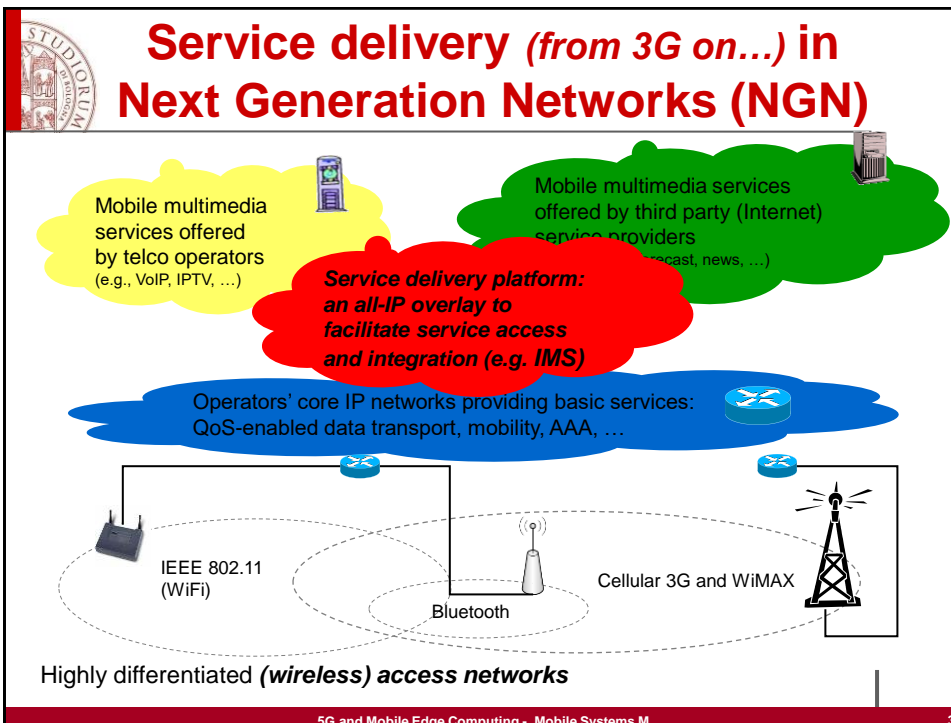 Service delivery (from 3G on…) in
Next Generation Networks (NGN)
STUDIORUM
DI BOLOGNA
Mobile multimedia
services offered
by telco operators
(e.g., VoIP, IPTV, …)
Mobile multimedia services
offered by third party (Internet)
service providers
news, …)
Service delivery platform:
an all-IP overlay to
facilitate service access
and integration (e.g. IMS)
Operators' core IP networks providing basic services:
QoS-enabled data transport, mobility, AAA, …
IEEE 802.11
(WiFi)
Bluetooth
Cellular 3G and WiMAX
Highly differentiated (wireless) access networks
5G and Mobile Edge Computing - Mobile Systems M